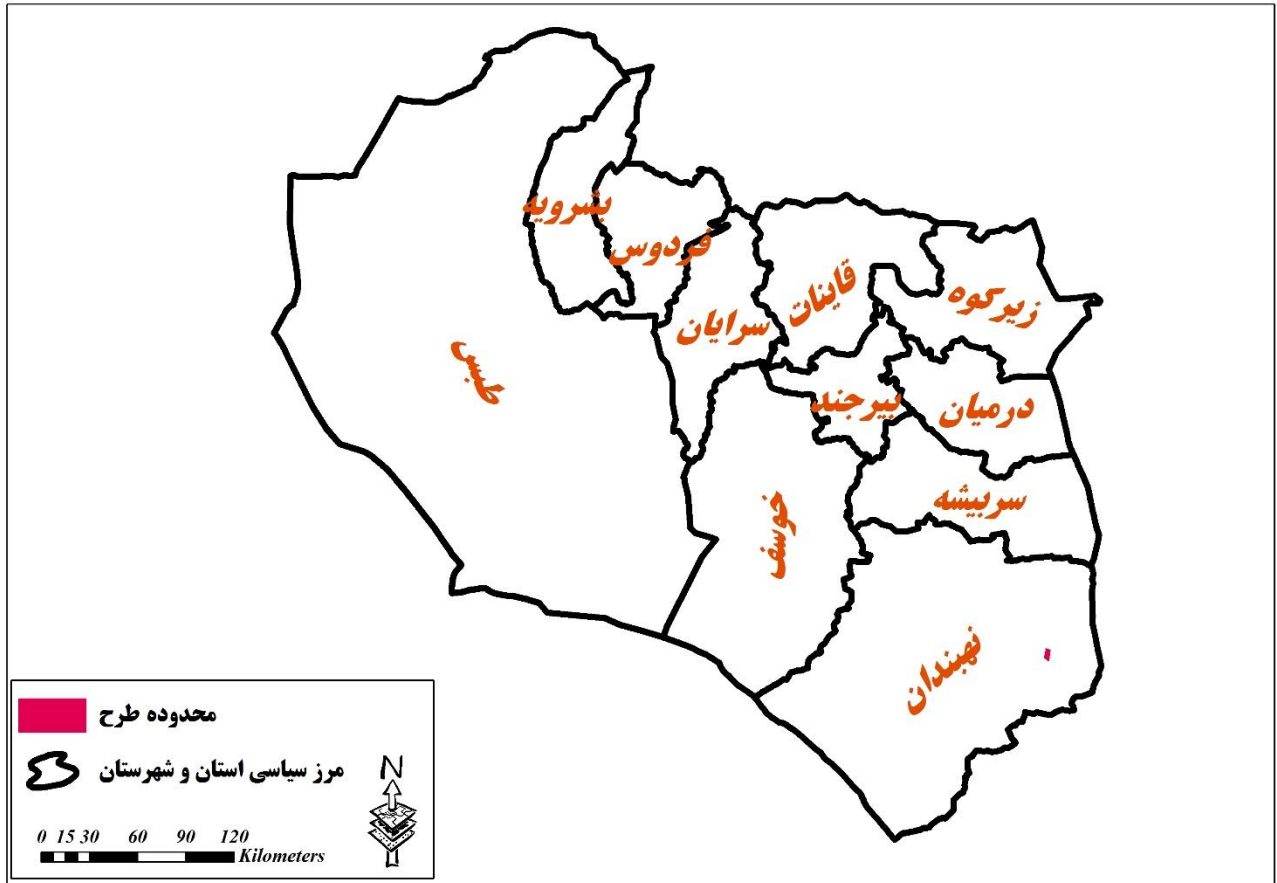 بشرویه
فردوس
قاینات
زیرکوه
سرایان
طبس
بیرجند
درمیان
سربیشه
خوسف
نهبندان
محدوده طرح
مرز سیاسی استان و شهرستان
N
0 15 30 60 90 120
Kilometers